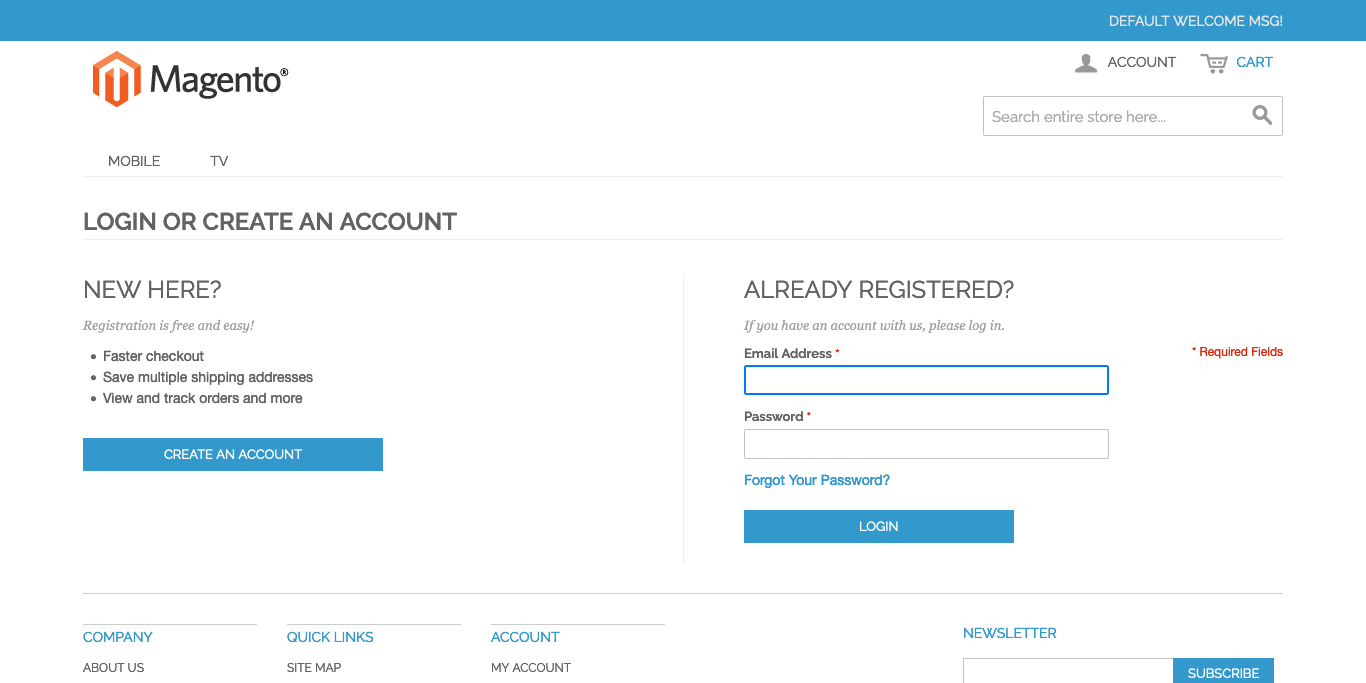 DEFAULT WELCOME MSG!
Magento®
ACCOUNT
CART
Search entire store here...
MOBILE
TV
LOGIN OR CREATE AN ACCOUNT
NEW HERE?
Registration is free and easy!
• Faster checkout
• Save multiple shipping addresses
• View and track orders and more
CREATE AN ACCOUNT
ALREADY REGISTERED?
If you have an account with us, please log in.
Email Address *
* Required Fields
Password *
Forgot Your Password?
LOGIN
COMPANY
ABOUT US
QUICK LINKS
SITE MAP
ACCOUNT
MY ACCOUNT
NEWSLETTER
SUBSCRIBE